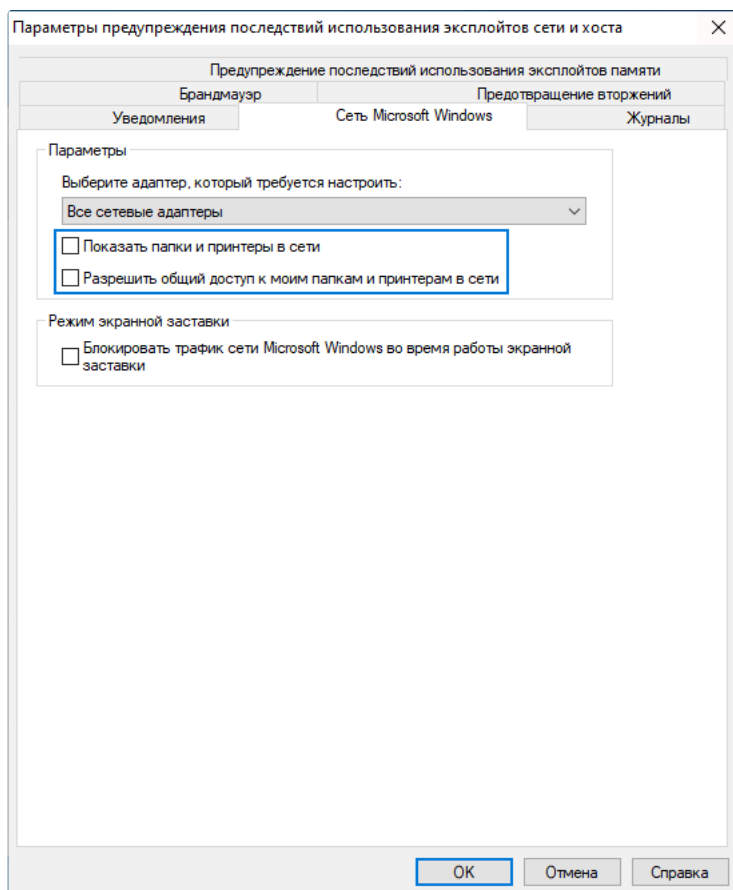 Параметры предупреждения последствий использования эксплойтов сети и хоста
Предупреждение последствий использования эксплойтов памяти
Брандмауэр
Предотвращение вторжений
Уведомления
Сеть Microsoft Windows
Журналы
Параметры
Выберите адаптер, который требуется настроить:
Все сетевые адаптеры
Показать папки и принтеры в сети
Разрешить общий доступ к моим папкам и принтерам в сети
Режим экранной заставки
Блокировать трафик сети Microsoft Windows во время работы экранной
заставки
OK
Отмена
Справка